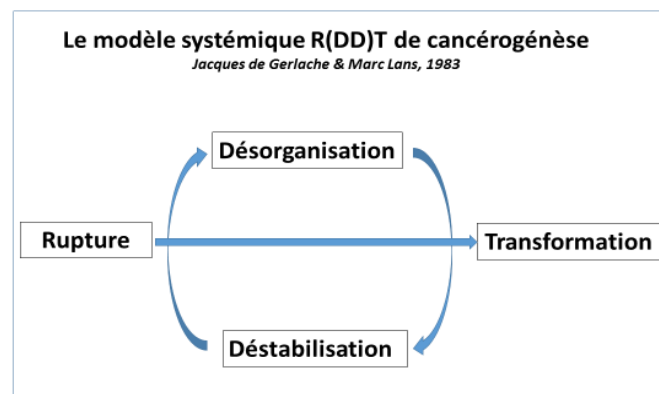 Le modèle systémique R(DD)T de cancérogénèse
Jacques de Gerlache & Marc Lans, 1983
Désorganisation
Rupture
Transformation
Déstabilisation